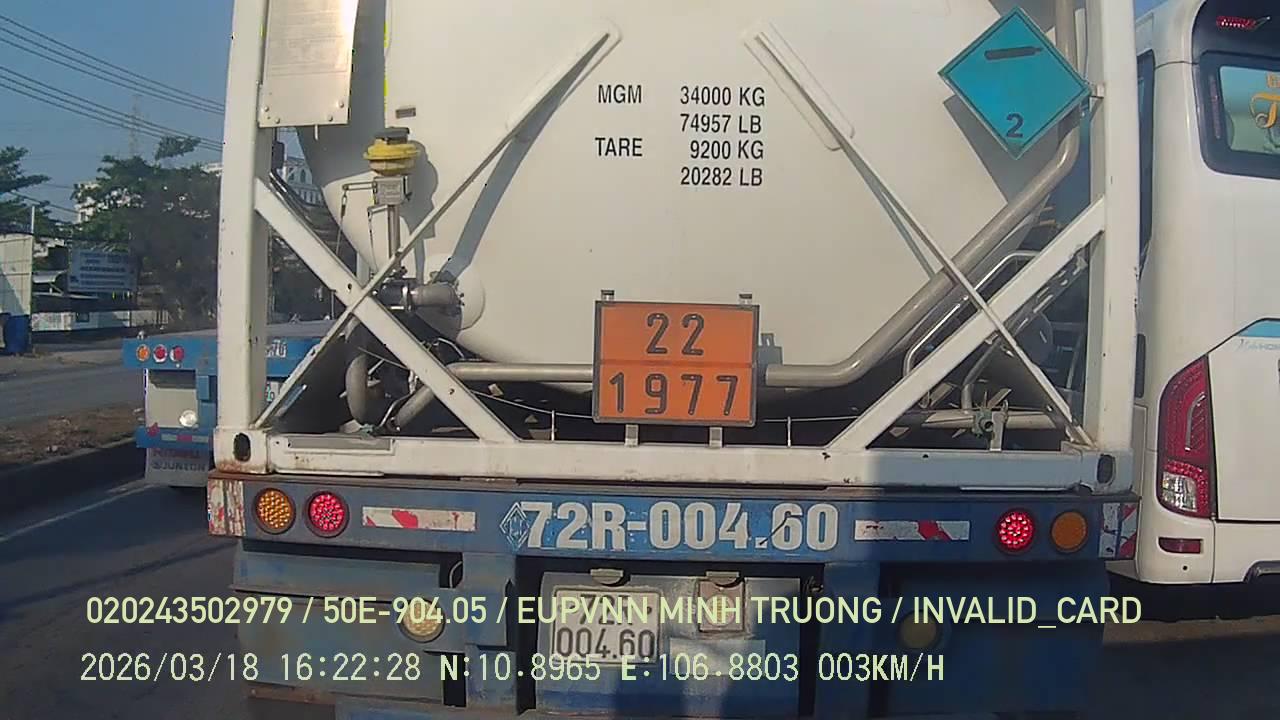 MGM 34000 KG
74957 LB
TARE 9200 KG
20282 LB
2
22
1977
72R-004.60
004.60
JUNTON
020243502979 / 50E-904.05 / EUPVNN MINH TRUONG / INVALID_CARD
2026/03/18 16:22:28 N:10.8965 E:106.8803 003KM/H